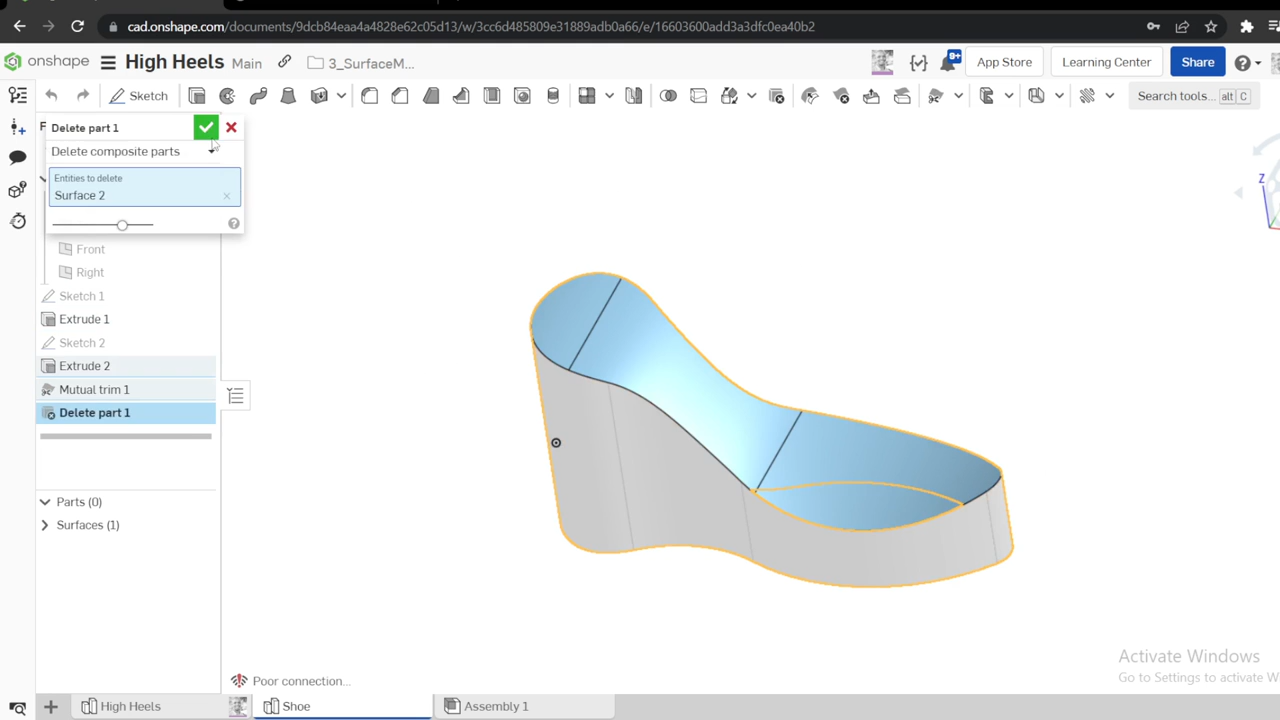 cad.onshape.com/documents/9dcb84eaa4a4828e62c05d13/w/3cc6d485809e31889adb0a66/e/16603600add3a3dfc0ea40b2
onshape
High Heels Main
3_SurfaceM...
9+
App Store
Learning Center
Share
Sketch
Search tools... alt C
F
Delete part 1
Delete composite parts
Entities to delete
Surface 2
Z
Front
Right
Sketch 1
Extrude 1
Sketch 2
Extrude 2
Mutual trim 1
Delete part 1
Parts (0)
Surfaces (1)
Activate Windows
Go to Settings to activate W
Poor connection...
High Heels
Shoe
Assembly 1